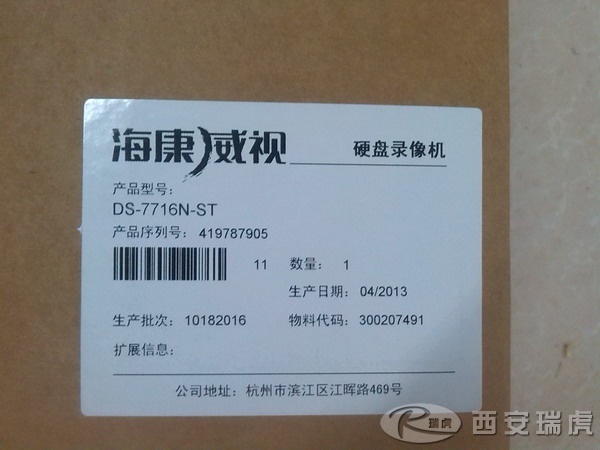 海康威视 硬盘录像机
产品型号：
DS-7716N-ST
产品序列号：419787905
11 数量：1
生产日期：04/2013
生产批次：10182016 物料代码：300207491
扩展信息：
公司地址：杭州市滨江区江晖路469号
R 瑞虎 西安瑞虎